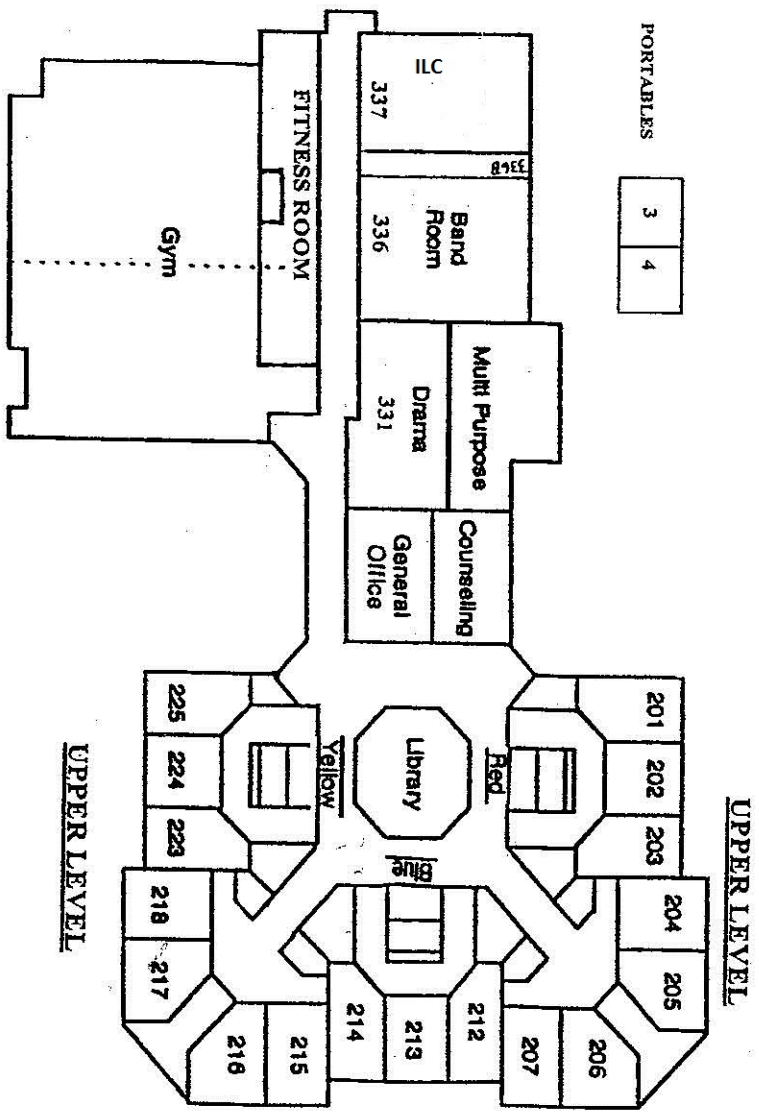 PORTABLES
3
4
ILC
337
336B
Band
Room
336
FITNESS ROOM
Gym
Multi Purpose
Drama
331
Counseling
General
Office
201
202
203
204
205
206
207
212
213
214
215
216
217
218
223
224
225
Red
Library
Yellow
Blue
UPPER LEVEL
UPPER LEVEL